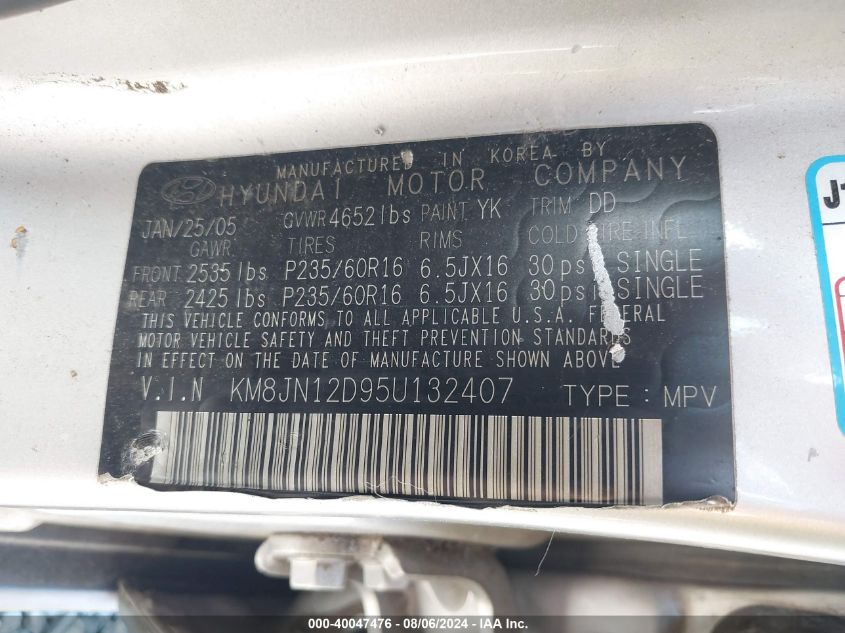 MANUFACTURED IN KOREA BY
HYUNDAI MOTOR COMPANY
JAN/25/05 GVWR 4652 lbs PAINT YK TRIM DD
GAWR TIRES RIMS COLD TIRE INFL
FRONT 2535 lbs P235/60R16 6.5JX16 30 psi SINGLE
REAR 2425 lbs P235/60R16 6.5JX16 30 psi SINGLE
THIS VEHICLE CONFORMS TO ALL APPLICABLE U.S.A. FEDERAL
MOTOR VEHICLE SAFETY AND THEFT PREVENTION STANDARDS
IN EFFECT ON THE DATE OF MANUFACTURE SHOWN ABOVE
V.I.N KM8JN12D95U132407 TYPE : MPV
000-40047476 - 08/06/2024 - IAA Inc.